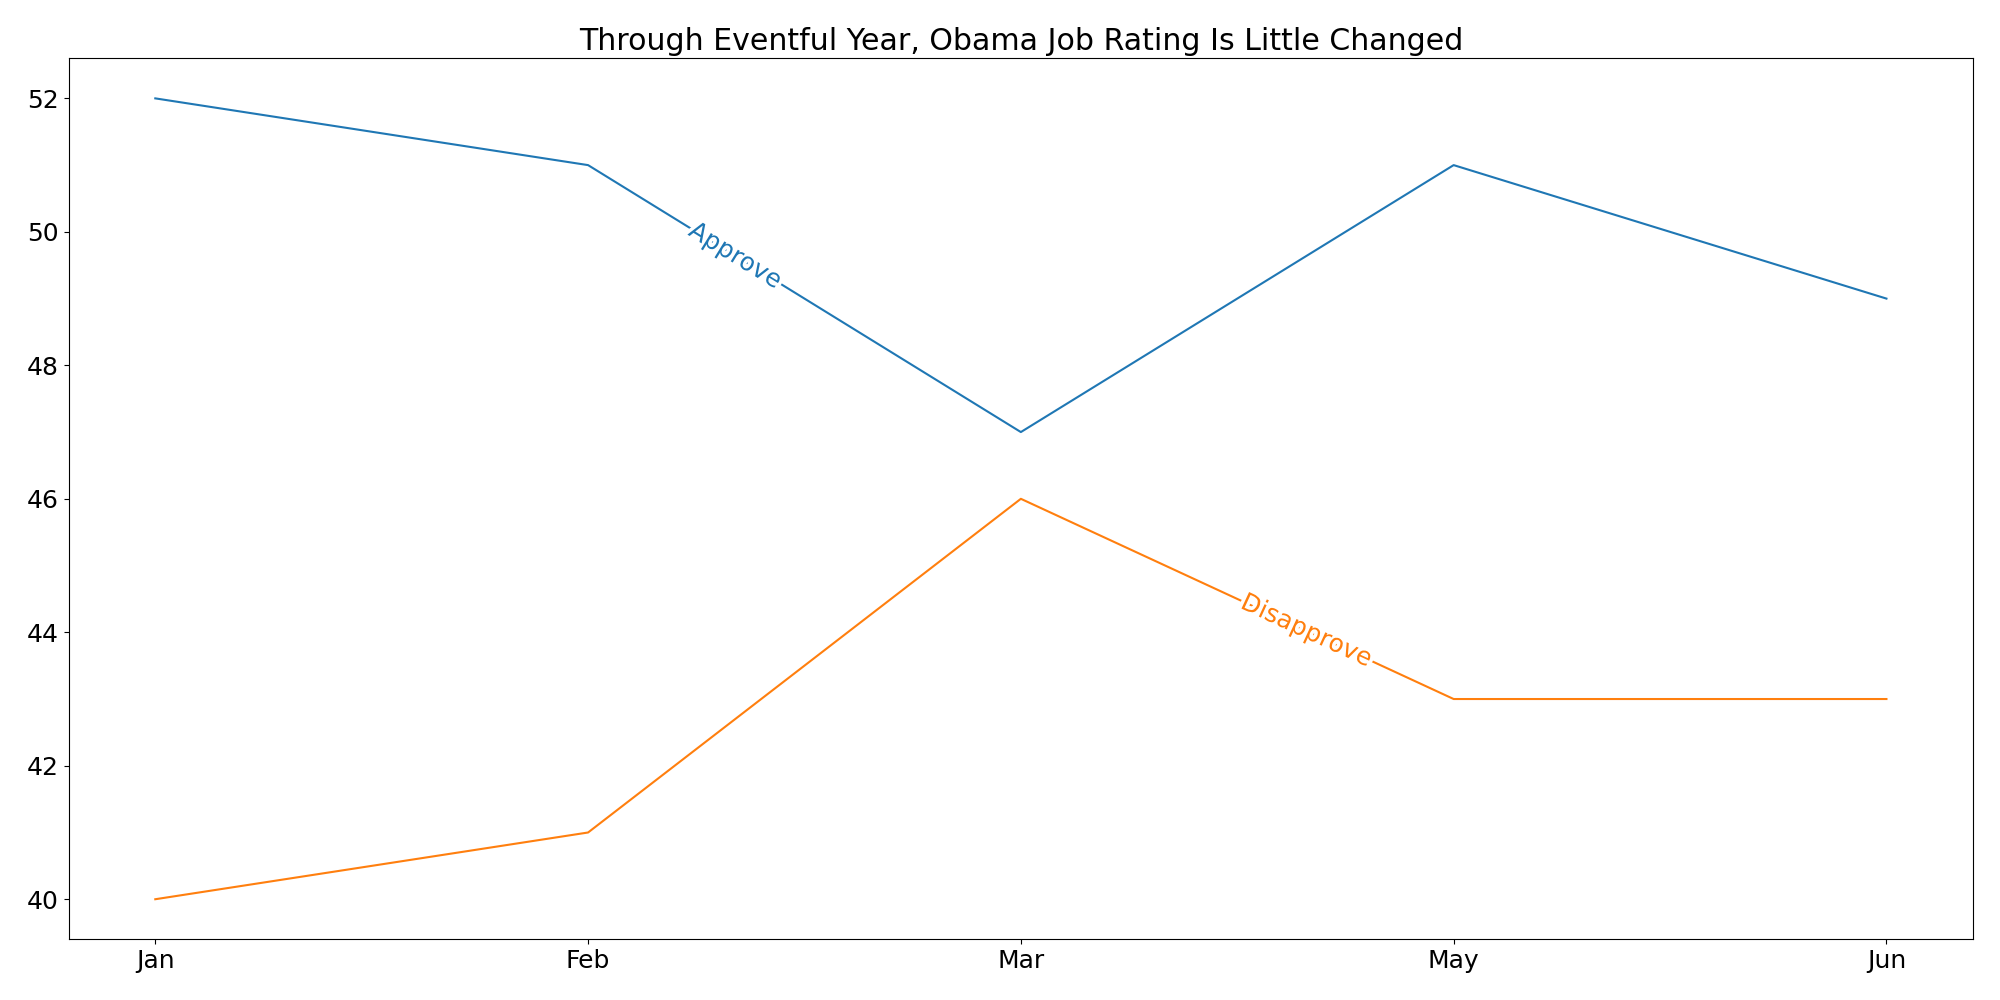 Through Eventful Year, Obama Job Rating Is Little Changed
52
50
48
46
44
42
40
Approve
Disapprove
Jan Feb Mar May Jun